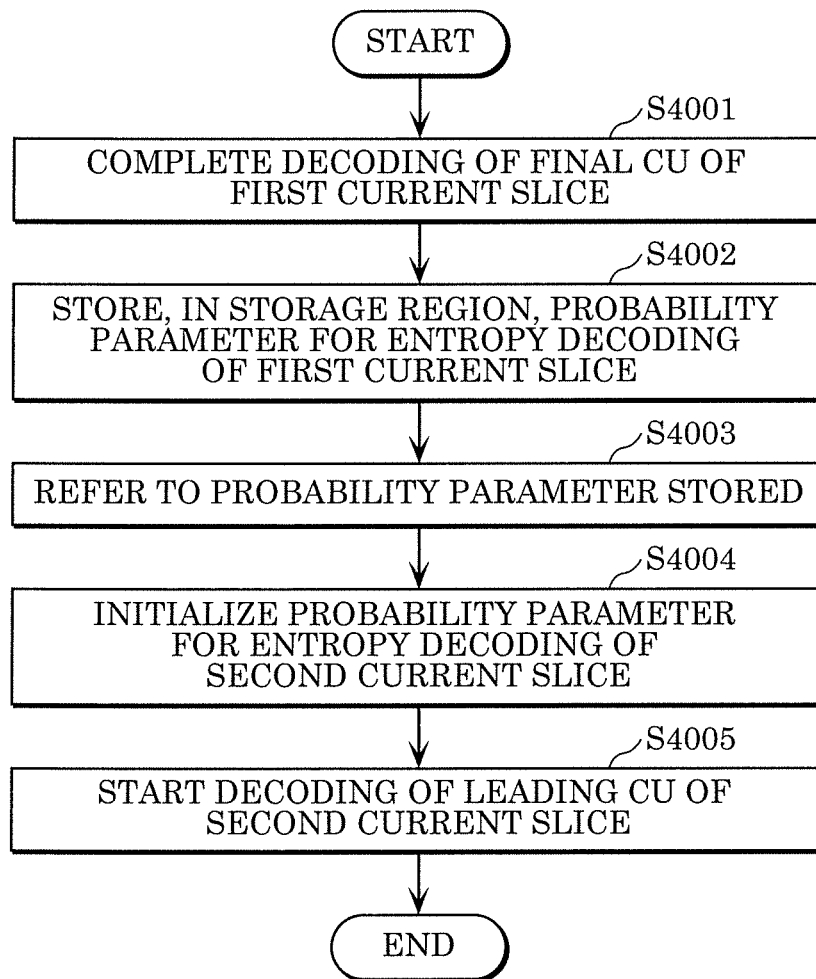 START
S4001
COMPLETE DECODING OF FINAL CU OF
FIRST CURRENT SLICE
S4002
STORE, IN STORAGE REGION, PROBABILITY
PARAMETER FOR ENTROPY DECODING
OF FIRST CURRENT SLICE
S4003
REFER TO PROBABILITY PARAMETER STORED
S4004
INITIALIZE PROBABILITY PARAMETER
FOR ENTROPY DECODING OF
SECOND CURRENT SLICE
S4005
START DECODING OF LEADING CU OF
SECOND CURRENT SLICE
END